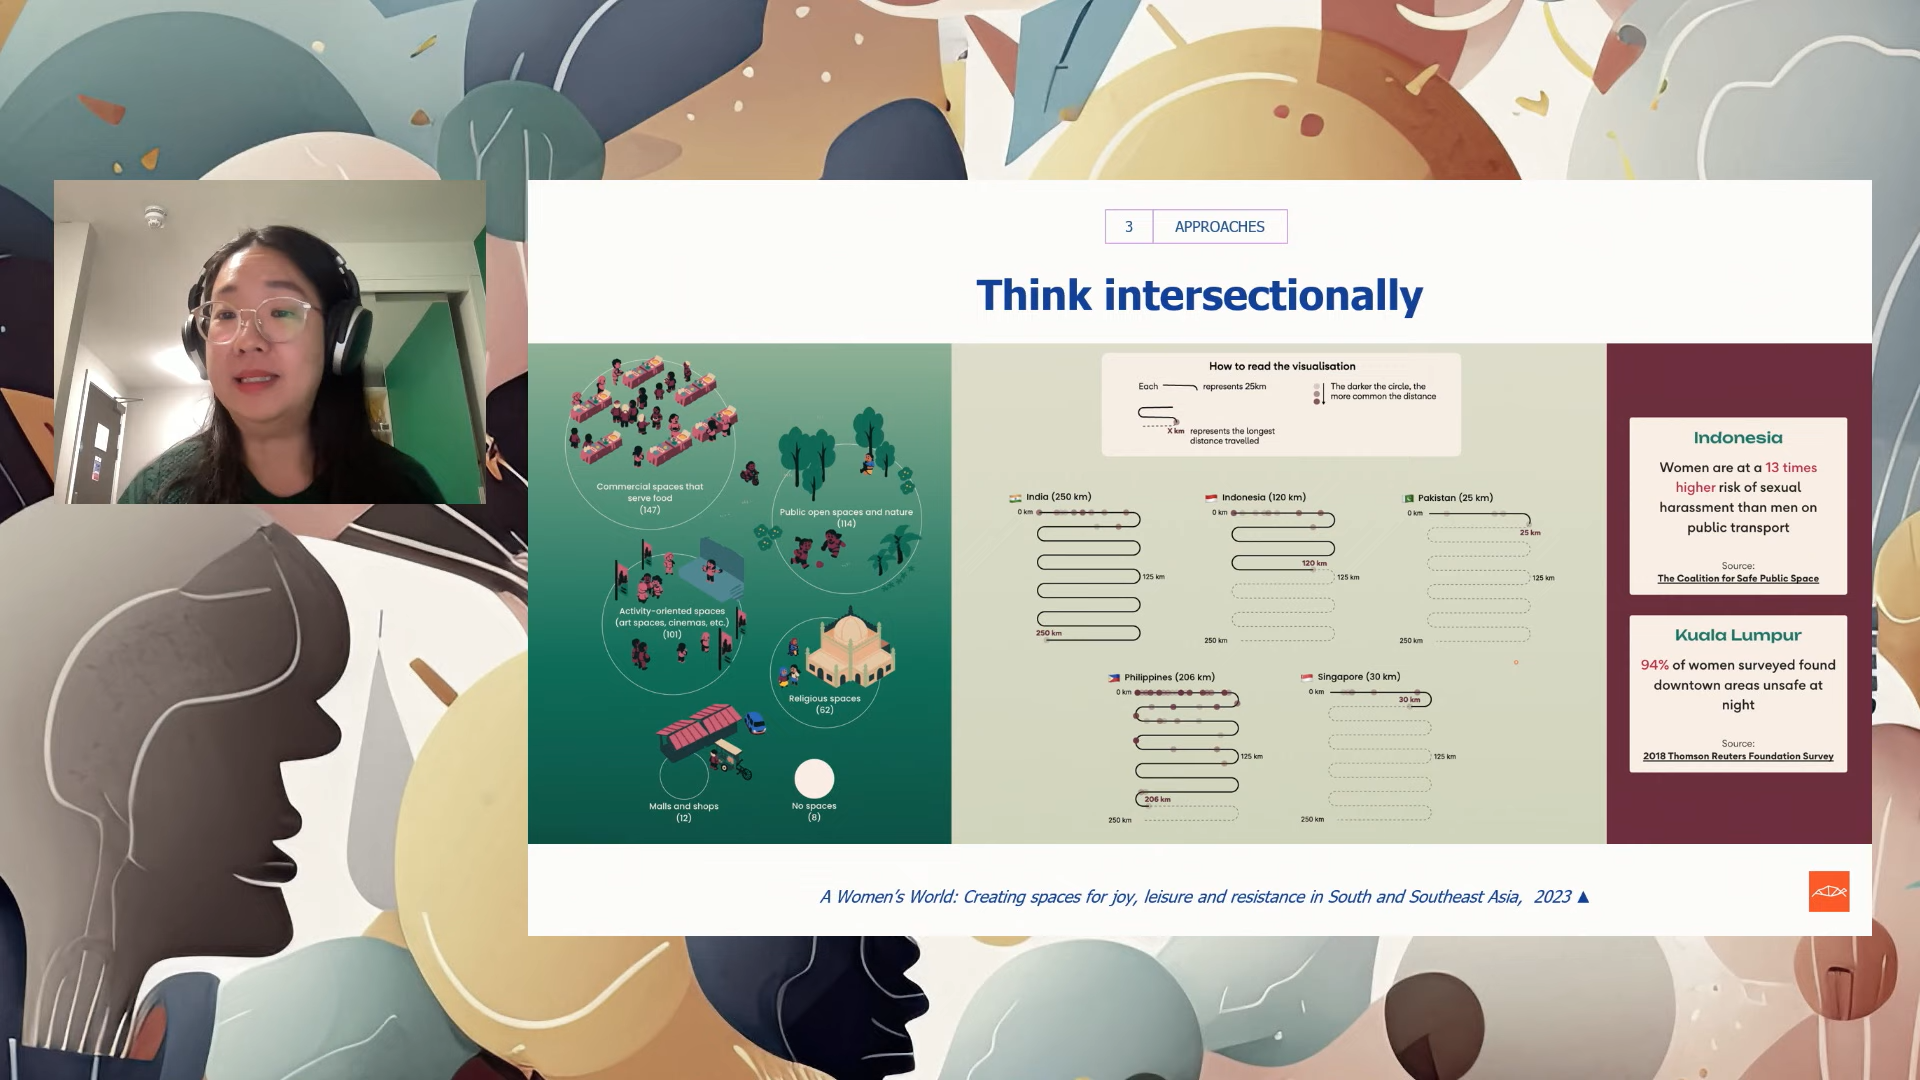 3 APPROACHES
Think intersectionally
Commercial spaces that
serve food
(147)
Public open spaces and nature
(114)
Activity-oriented spaces
(art spaces, cinemas, etc.)
(101)
Religious spaces
(62)
Malls and shops
(12)
No spaces
(8)
How to read the visualisation
Each represents 25km
The darker the circle, the
more common the distance
X km represents the longest
distance travelled
India (250 km)
0 km
125 km
250 km
Indonesia (120 km)
0 km
120 km
125 km
250 km
Pakistan (25 km)
0 km
25 km
125 km
250 km
Philippines (206 km)
0 km
125 km
206 km
250 km
Singapore (30 km)
0 km
30 km
125 km
250 km
Indonesia
Women are at a 13 times
higher risk of sexual
harassment than men on
public transport
Source:
The Coalition for Safe Public Space
Kuala Lumpur
94% of women surveyed found
downtown areas unsafe at
night
Source:
2018 Thomson Reuters Foundation Survey
A Women's World: Creating spaces for joy, leisure and resistance in South and Southeast Asia, 2023 ▲